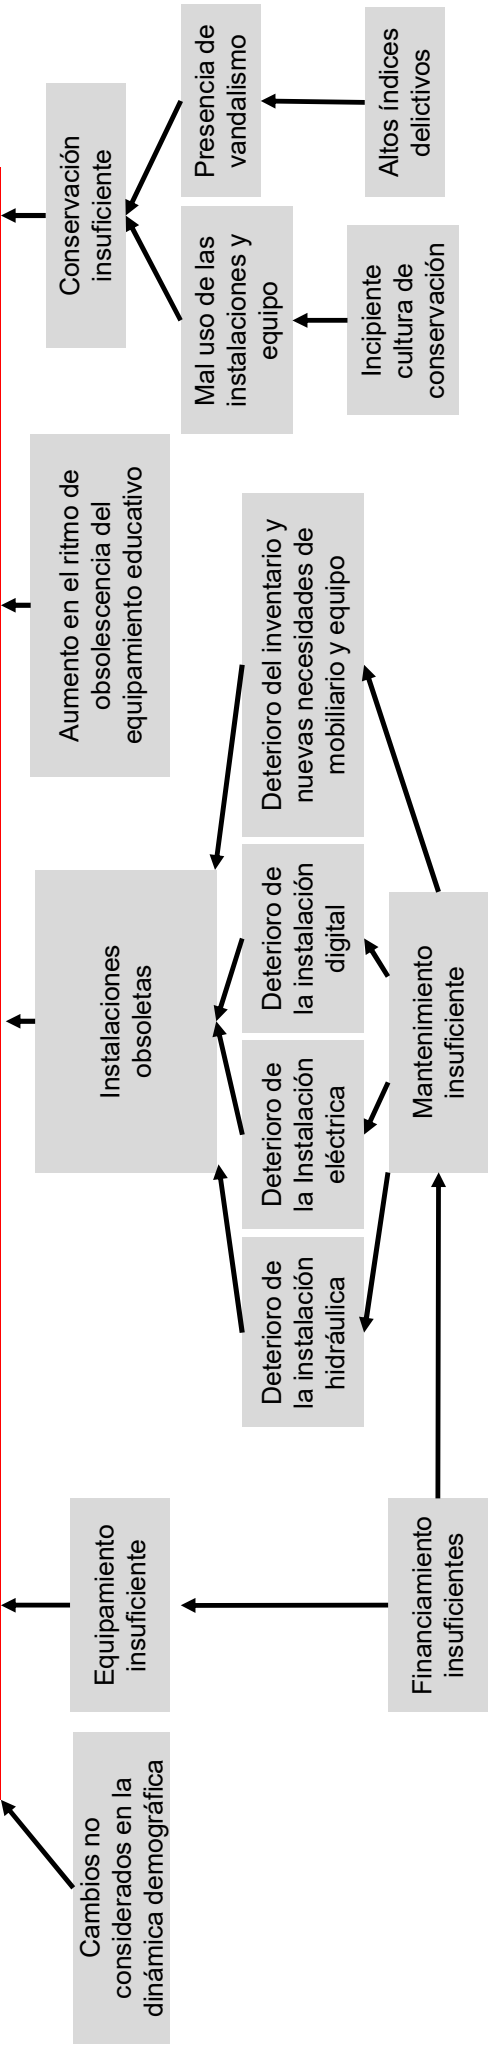 Cambios no
considerados en la
dinámica demográfica
Equipamiento
insuficiente
Instalaciones
obsoletas
Aumento en el ritmo de
obsolescencia del
equipamiento educativo
Conservación
insuficiente
Deterioro de
la instalación
hidráulica
Deterioro de
la Instalación
eléctrica
Deterioro de
la instalación
digital
Deterioro del inventario y
nuevas necesidades de
mobiliario y equipo
Mal uso de las
instalaciones y
equipo
Presencia de
vandalismo
Financiamiento
insuficientes
Mantenimiento
insuficiente
Incipiente
cultura de
conservación
Altos índices
delictivos